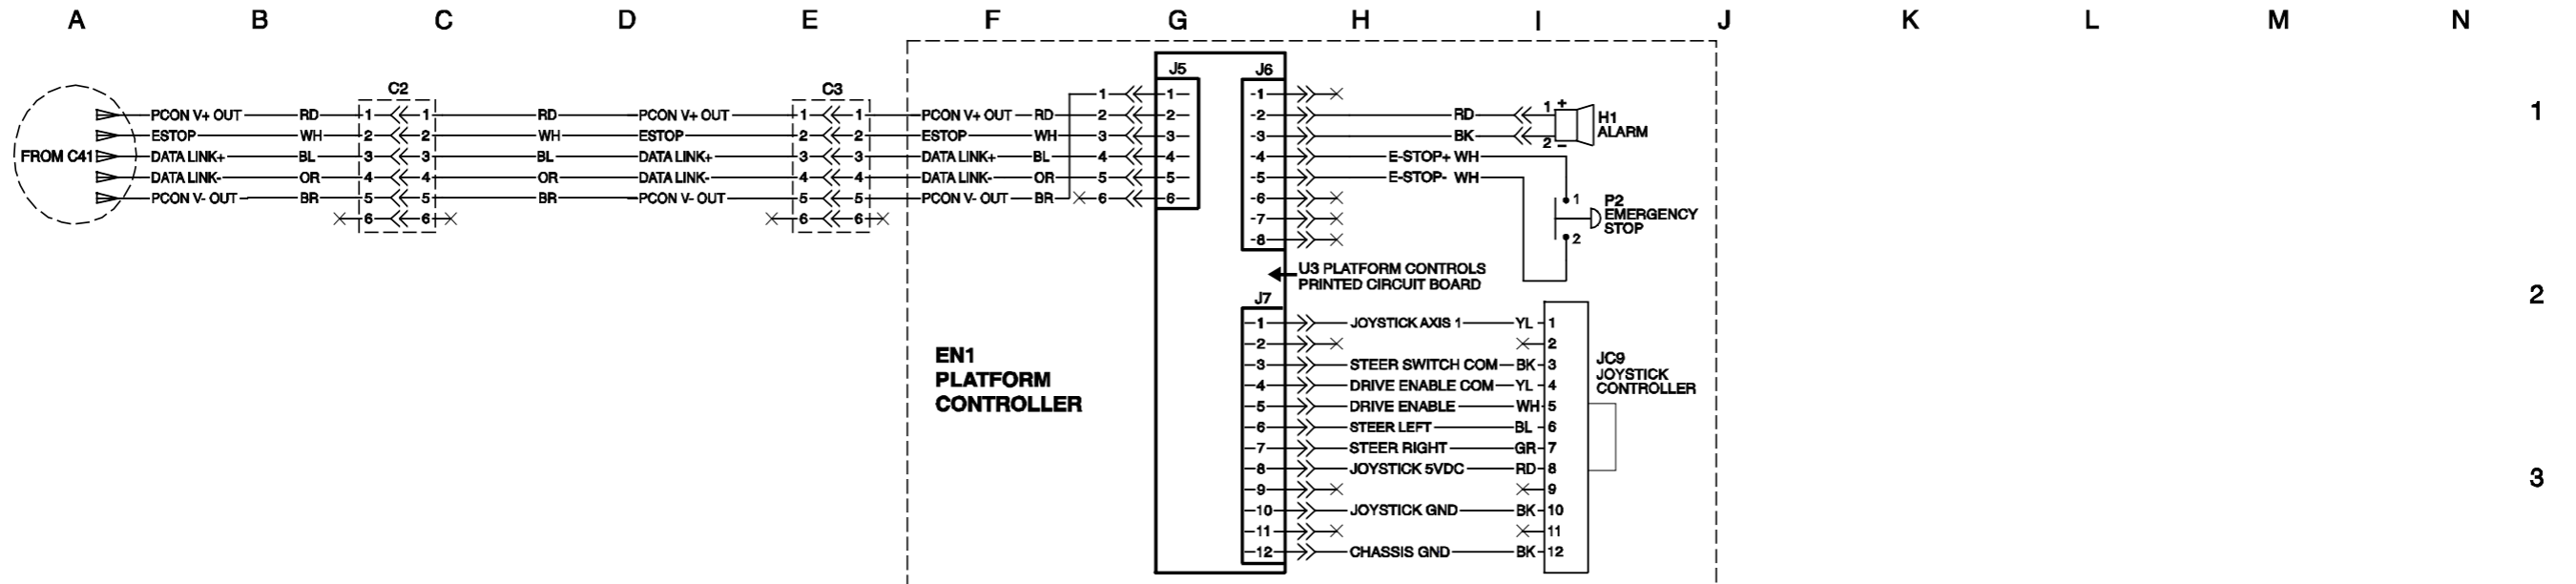 A B C D E F G H I J K L M N
1
2
3
FROM C41
C2
C3
J5
J6
PCON V+ OUT RD 1 1 RD PCON V+ OUT 1 1 PCON V+ OUT RD
ESTOP WH 2 2 WH ESTOP 2 2 ESTOP WH
DATA LINK+ BL 3 3 BL DATA LINK+ 3 3 DATA LINK+ BL
DATA LINK- OR 4 4 OR DATA LINK- 4 4 DATA LINK- OR
PCON V- OUT BR 5 5 BR PCON V- OUT 5 5 PCON V- OUT BR
6 6 6 6
1 1
2 2
3 3
4 4
5 5
6 6
-1
-2 RD 1 +
-3 BK 2 -
-4 E-STOP+ WH
-5 E-STOP- WH
-6
-7
-8
H1
ALARM
1
2
P2
EMERGENCY
STOP
U3 PLATFORM CONTROLS
PRINTED CIRCUIT BOARD
EN1
PLATFORM
CONTROLLER
J7
1 JOYSTICK AXIS 1 YL 1
2 2
3 STEER SWITCH COM BK 3
4 DRIVE ENABLE COM YL 4
5 DRIVE ENABLE WH 5
6 STEER LEFT BL 6
7 STEER RIGHT GR 7
8 JOYSTICK 5VDC RD 8
9 9
10 JOYSTICK GND BK 10
11 11
12 CHASSIS GND BK 12
JC9
JOYSTICK
CONTROLLER